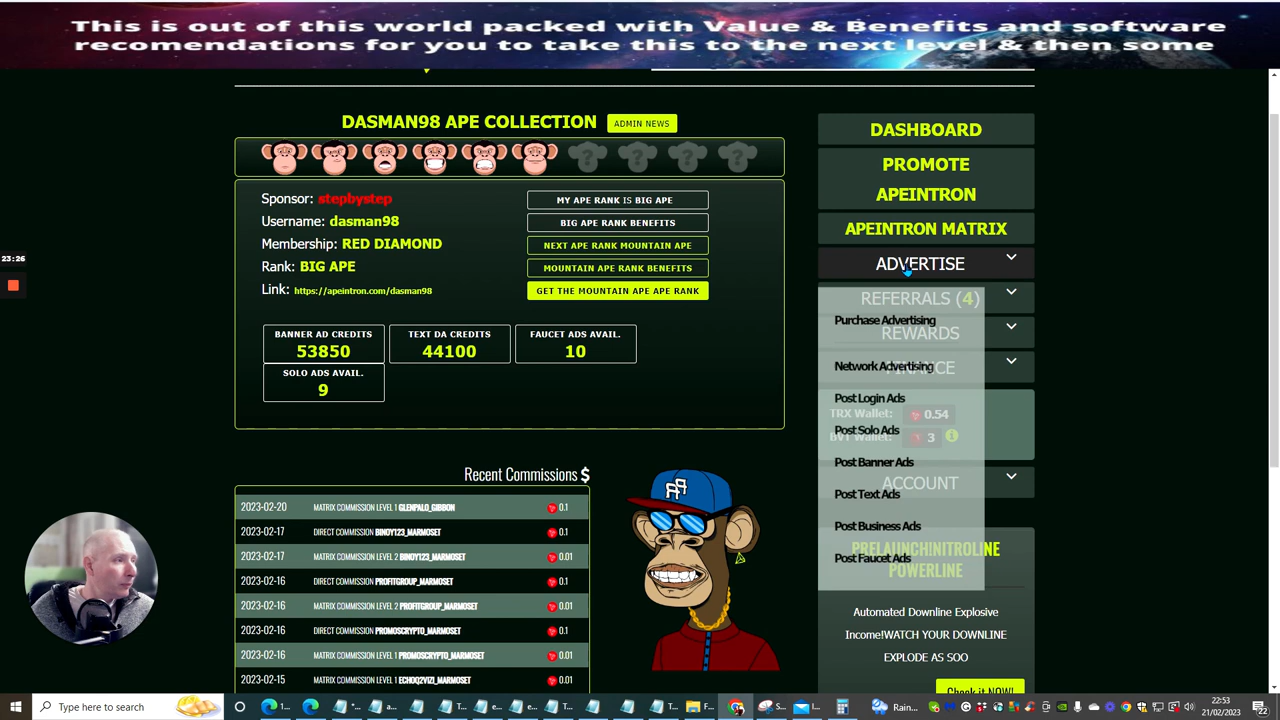 This is out of this world packed with Value & Benefits and software
recomendations for you to take this to the next level & then some
DASMAN98 APE COLLECTION
ADMIN NEWS
Sponsor: stepbystep
Username: dasman98
Membership: RED DIAMOND
Rank: BIG APE
Link: https://apeintron.com/dasman98
MY APE RANK IS BIG APE
BIG APE RANK BENEFITS
NEXT APE RANK MOUNTAIN APE
MOUNTAIN APE RANK BENEFITS
GET THE MOUNTAIN APE APE RANK
BANNER AD CREDITS
53850
TEXT DA CREDITS
44100
FAUCET ADS AVAIL.
10
SOLO ADS AVAIL.
9
Recent Commissions $
2023-02-20 MATRIX COMMISSION LEVEL 1 GLENPALO_GIBBON 0.1
2023-02-17 DIRECT COMMISSION BINOY123_MARMOSET 0.1
2023-02-17 MATRIX COMMISSION LEVEL 2 BINOY123_MARMOSET 0.01
2023-02-16 DIRECT COMMISSION PROFITGROUP_MARMOSET 0.1
2023-02-16 MATRIX COMMISSION LEVEL 2 PROFITGROUP_MARMOSET 0.01
2023-02-16 DIRECT COMMISSION PROMOSCRYPTO_MARMOSET 0.1
2023-02-16 MATRIX COMMISSION LEVEL 1 PROMOSCRYPTO_MARMOSET 0.01
2023-02-15 MATRIX COMMISSION LEVEL 1 ECHOQ2VIZI_MARMOSET 0.01
DASHBOARD
PROMOTE
APEINTRON
APEINTRON MATRIX
ADVERTISE
REFERRALS (4)
Purchase Advertising
REWARDS
Network Advertising
FINANCE
Post Login Ads
TRX Wallet: 0.54
Post Solo Ads
BVT Wallet: 3
Post Banner Ads
ACCOUNT
Post Text Ads
Post Business Ads
PRELAUNCH!NITROLINE
Post Faucet Ads
POWERLINE
Automated Downline Explosive
Income!WATCH YOUR DOWNLINE
EXPLODE AS SOO
Check it NOW!
23:26
Type here to search
Rain...
22:53
21/02/2023
22